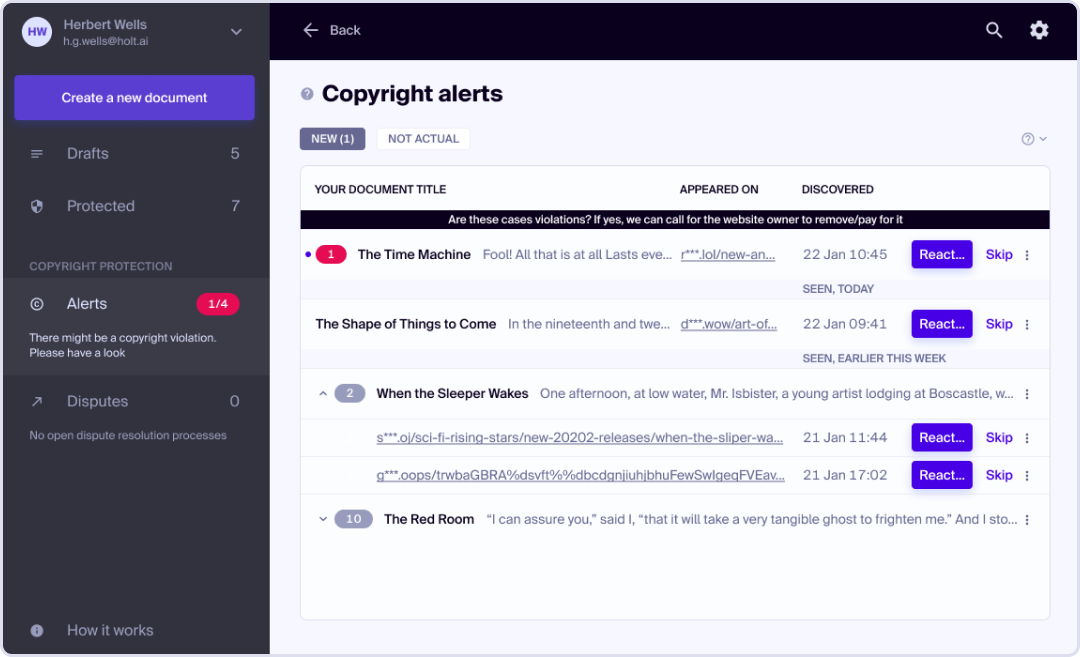 HW Herbert Wells
h.g.wells@holt.ai
Create a new document
Drafts 5
Protected 7
COPYRIGHT PROTECTION
Alerts 1/4
There might be a copyright violation.
Please have a look
Disputes 0
No open dispute resolution processes
How it works
Back
Copyright alerts
NEW (1) NOT ACTUAL
YOUR DOCUMENT TITLE APPEARED ON DISCOVERED
Are these cases violations? If yes, we can call for the website owner to remove/pay for it
1 The Time Machine Fool! All that is at all Lasts eve... r***.lol/new-an... 22 Jan 10:45 React... Skip
SEEN, TODAY
The Shape of Things to Come In the nineteenth and twe... d***.wow/art-of... 22 Jan 09:41 React... Skip
SEEN, EARLIER THIS WEEK
2 When the Sleeper Wakes One afternoon, at low water, Mr. Isbister, a young artist lodging at Boscastle, w...
s***.oj/sci-fi-rising-stars/new-20202-releases/when-the-sliper-wa... 21 Jan 11:44 React... Skip
g***.oops/trwbaGBRA%dsvft%%dbcdgnjiuhjbhuFewSwIgeqFVEav... 21 Jan 17:02 React... Skip
10 The Red Room “I can assure you,” said I, “that it will take a very tangible ghost to frighten me.” And I sto...